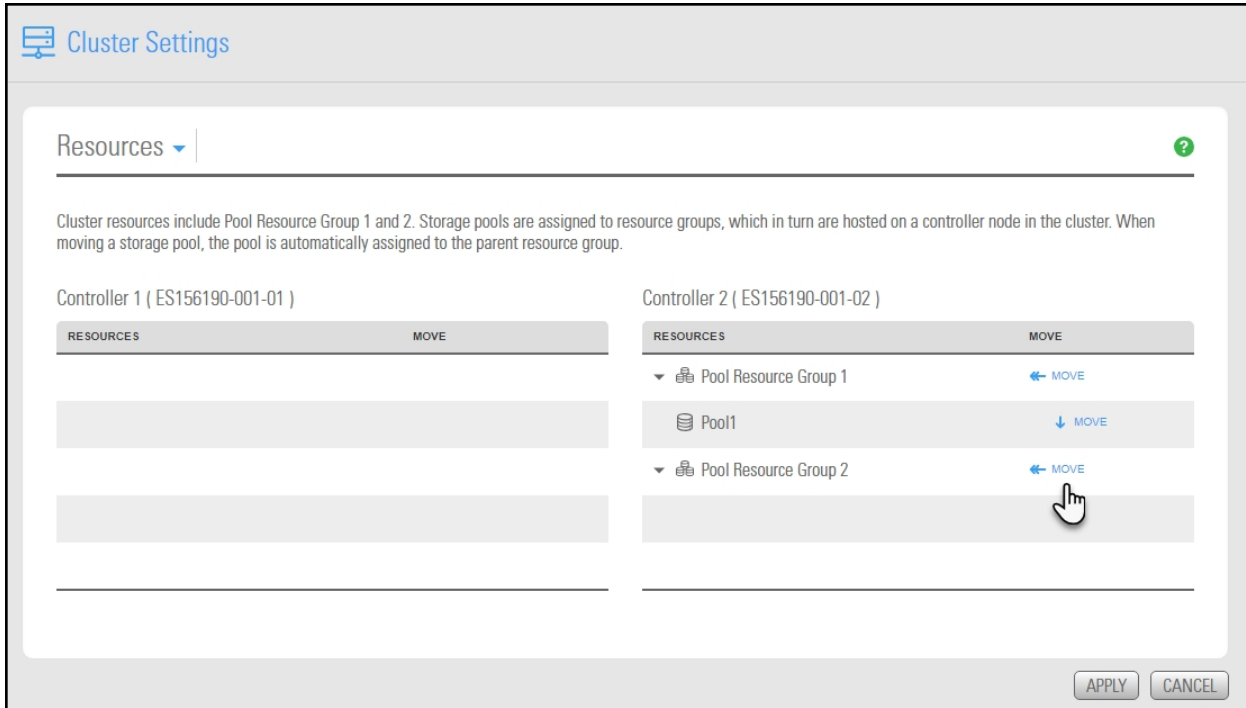 Cluster Settings
Resources
?
Cluster resources include Pool Resource Group 1 and 2. Storage pools are assigned to resource groups, which in turn are hosted on a controller node in the cluster. When
moving a storage pool, the pool is automatically assigned to the parent resource group.
Controller 1 ( ES156190-001-01 )
RESOURCES MOVE
Controller 2 ( ES156190-001-02 )
RESOURCES MOVE
Pool Resource Group 1 MOVE
Pool1 MOVE
Pool Resource Group 2 MOVE
APPLY CANCEL